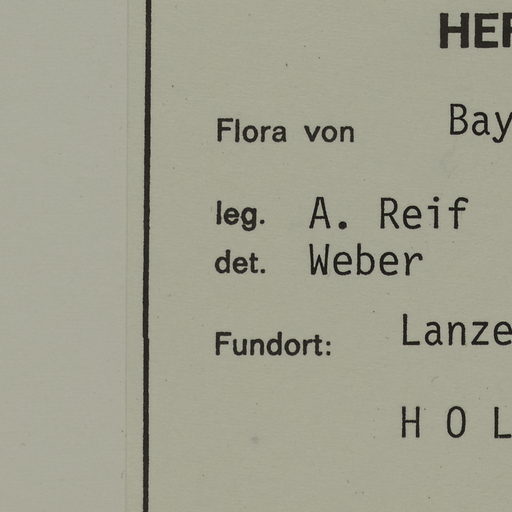 HER
Flora von Bay
leg. A. Reif
det. Weber
Fundort: Lanze
H O L